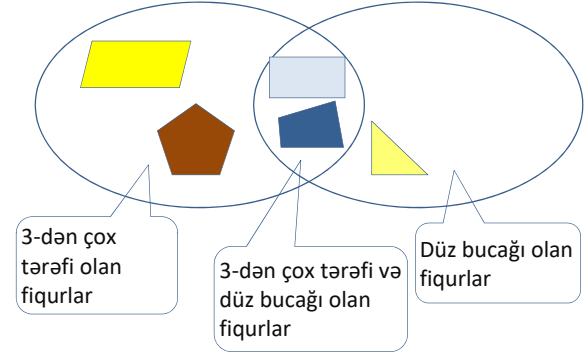 3-dən çox
tərəfi olan
fiqurlar
3-dən çox tərəfi və
düz bucağı olan
fiqurlar
Düz bucağı olan
fiqurlar